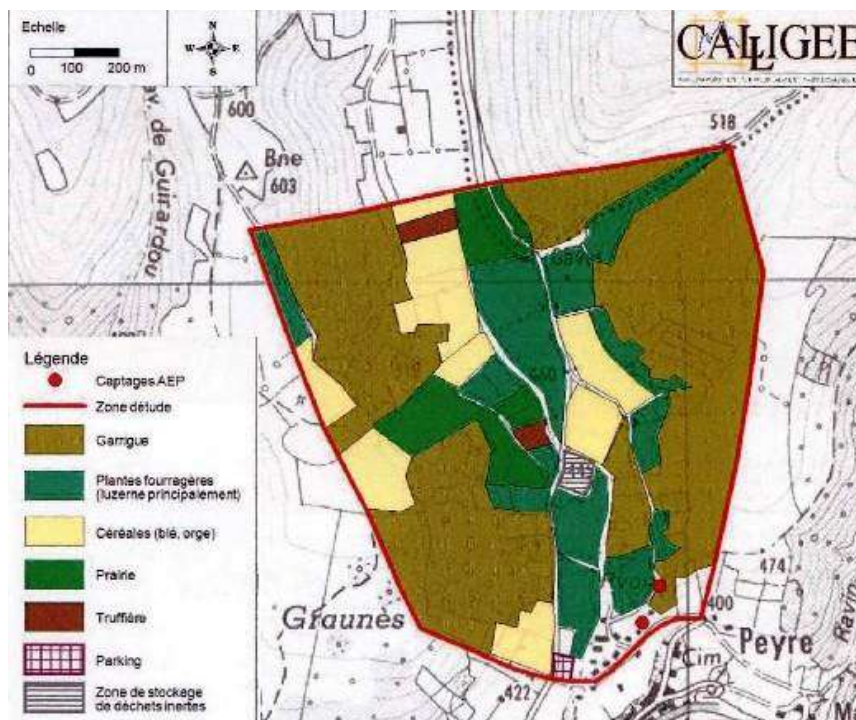 Echelle
N
W E
S
0 100 200 m
CALLIGEE
518
600
Bne
603
av. de Guirardou
Légende
Captages AEP
Zone détude
Garrigue
Plantes fourragères
(luzerne principalement)
Céréales (blé, orge)
Prairie
Truffière
Parking
Zone de stockage
de déchets inertes
Graunès
422
474
400
Peyre
Cim
Ravin